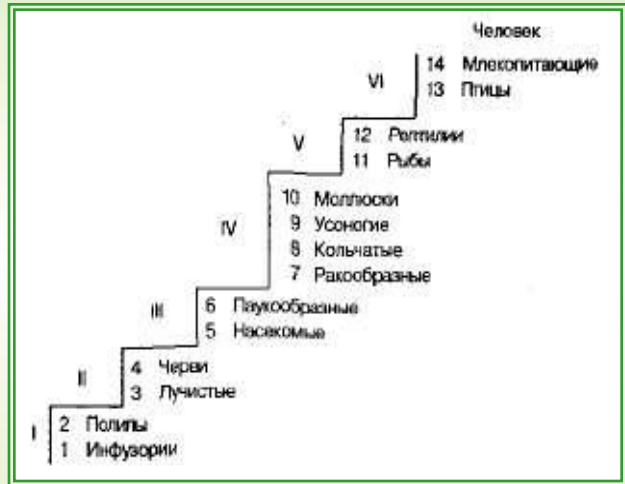 Человек
14 Млекопитающие
VI
13 Птицы
12 Рептилии
V
11 Рыбы
10 Моллюски
9 Усоногие
IV
8 Кольчатые
7 Ракообразные
6 Паукообразные
III
5 Насекомые
4 Черви
II
3 Лучистые
2 Полипы
I
1 Инфузории